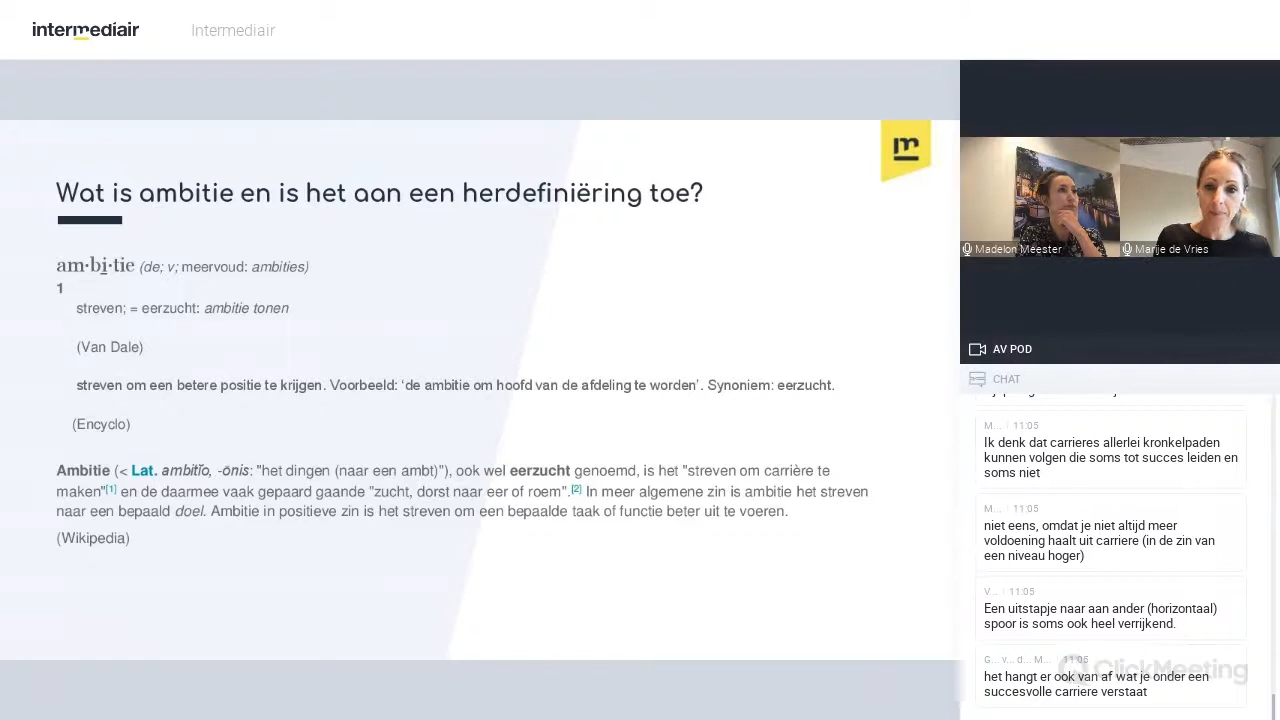 intermediair
Intermediair
m
Wat is ambitie en is het aan een herdefiniëring toe?
am·bi·tie (de; v; meervoud: ambities)
1
streven; = eerzucht: ambitie tonen
(Van Dale)
streven om een betere positie te krijgen. Voorbeeld: ‘de ambitie om hoofd van de afdeling te worden’. Synoniem: eerzucht.
(Encyclo)
Ambitie (< Lat. ambitĭo, -ōnis: "het dingen (naar een ambt)"), ook wel eerzucht genoemd, is het "streven om carrière te
maken"[1] en de daarmee vaak gepaard gaande "zucht, dorst naar eer of roem".[2] In meer algemene zin is ambitie het streven
naar een bepaald doel. Ambitie in positieve zin is het streven om een bepaalde taak of functie beter uit te voeren.
(Wikipedia)
Madelon Meester
Marije de Vries
AV POD
CHAT
M... 11:05
Ik denk dat carrieres allerlei kronkelpaden
kunnen volgen die soms tot succes leiden en
soms niet
M... 11:05
niet eens, omdat je niet altijd meer
voldoening haalt uit carriere (in de zin van
een niveau hoger)
V... 11:05
Een uitstapje naar aan ander (horizontaal)
spoor is soms ook heel verrijkend.
G... v... d... M... 11:05
het hangt er ook van af wat je onder een
succesvolle carriere verstaat
ClickMeeting